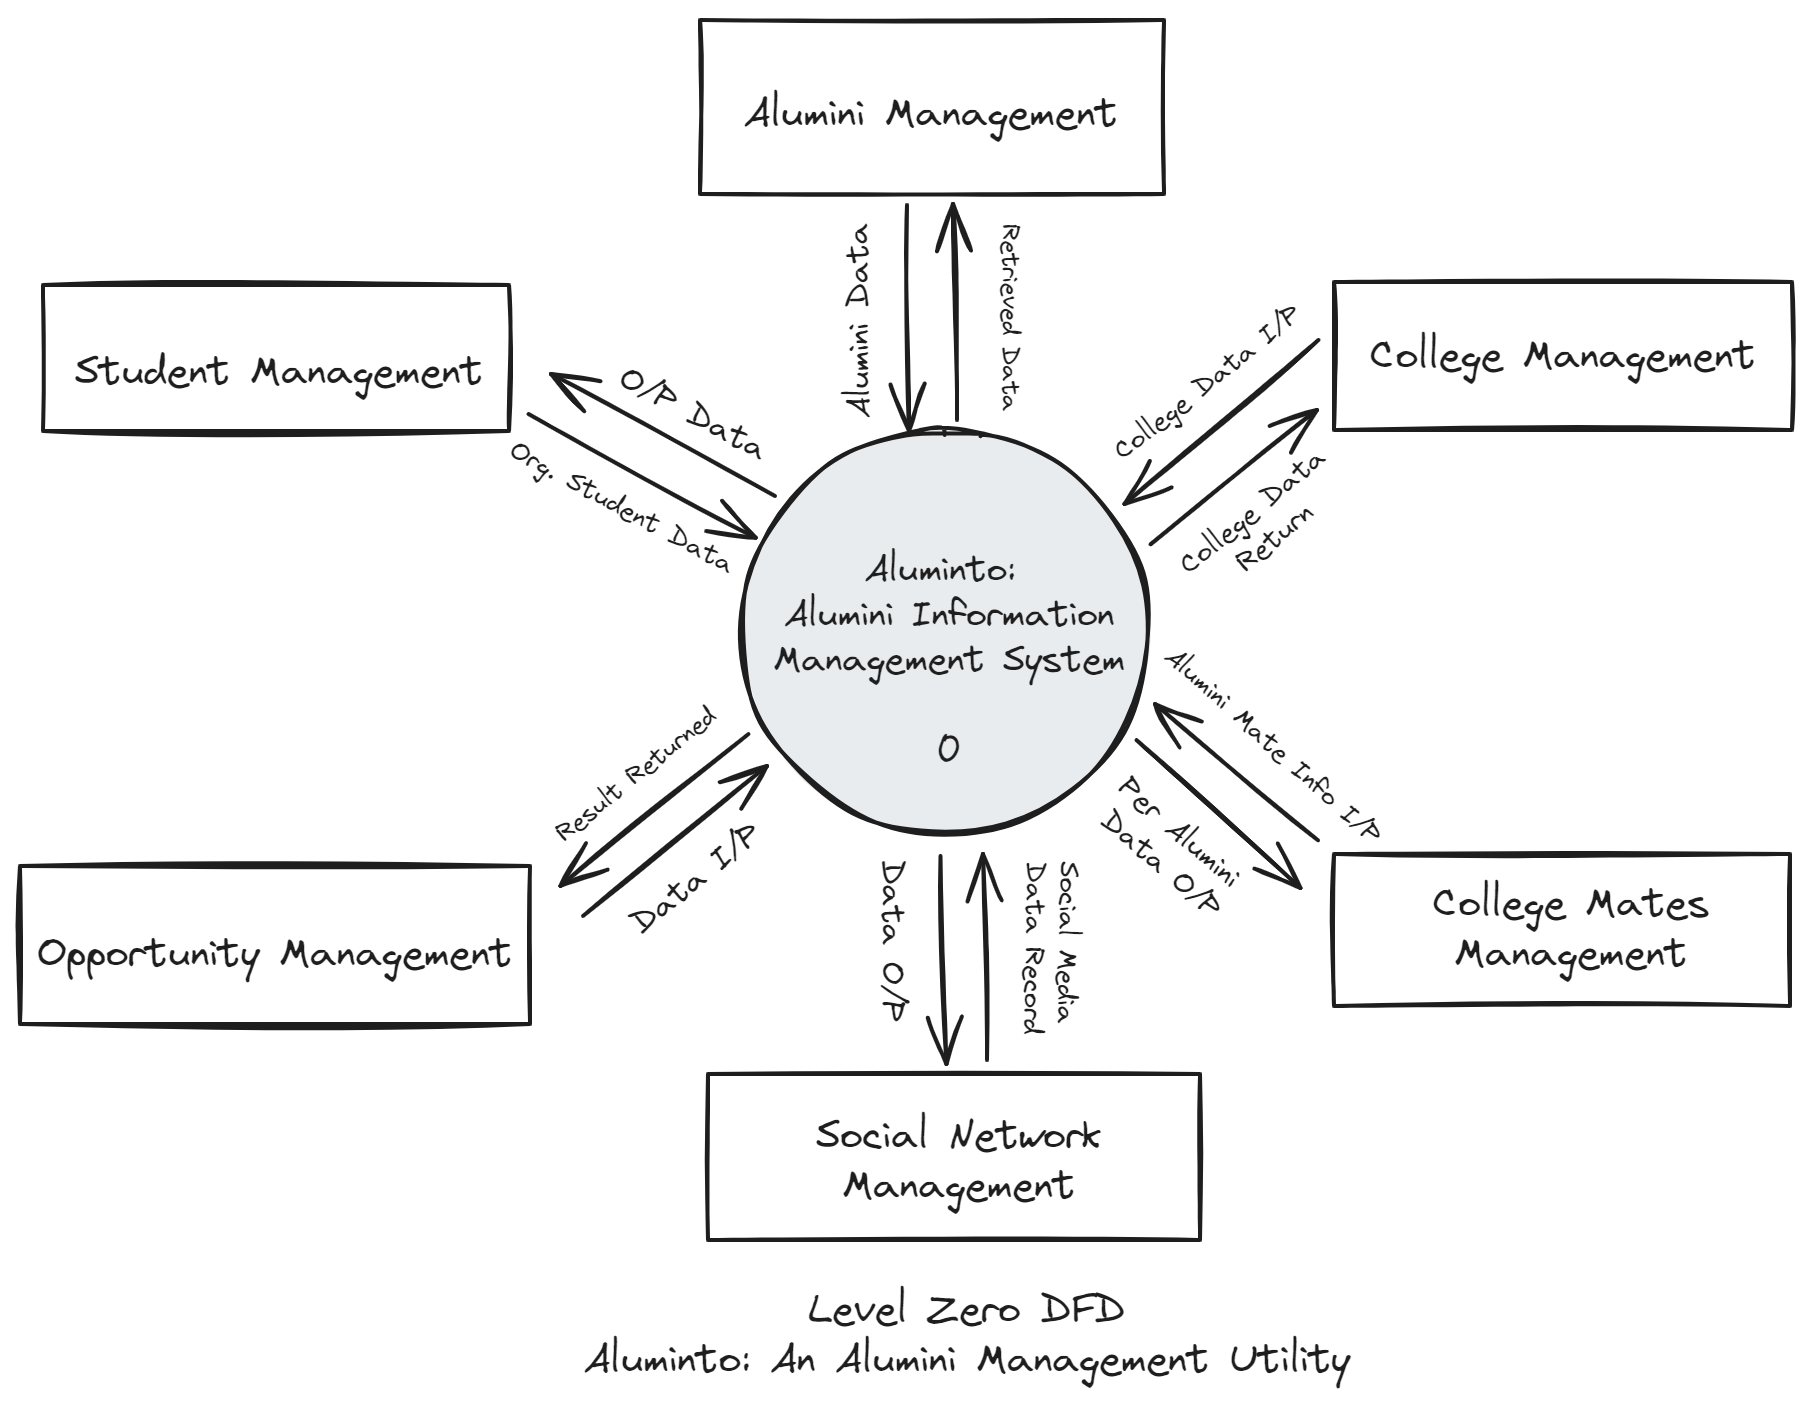 Alumini Management
Alumini Data
Retrieved Data
Student Management
O/P Data
Org. Student Data
College Management
College Data I/P
College Data
Return
Aluminto:
Alumini Information
Management System
0
Result Returned
Data I/P
Opportunity Management
Alumini Mate Info I/P
Per Alumini
Data O/P
College Mates
Management
Data O/P
Social Media
Data Record
Social Network
Management
Level Zero DFD
Aluminto: An Alumini Management Utility